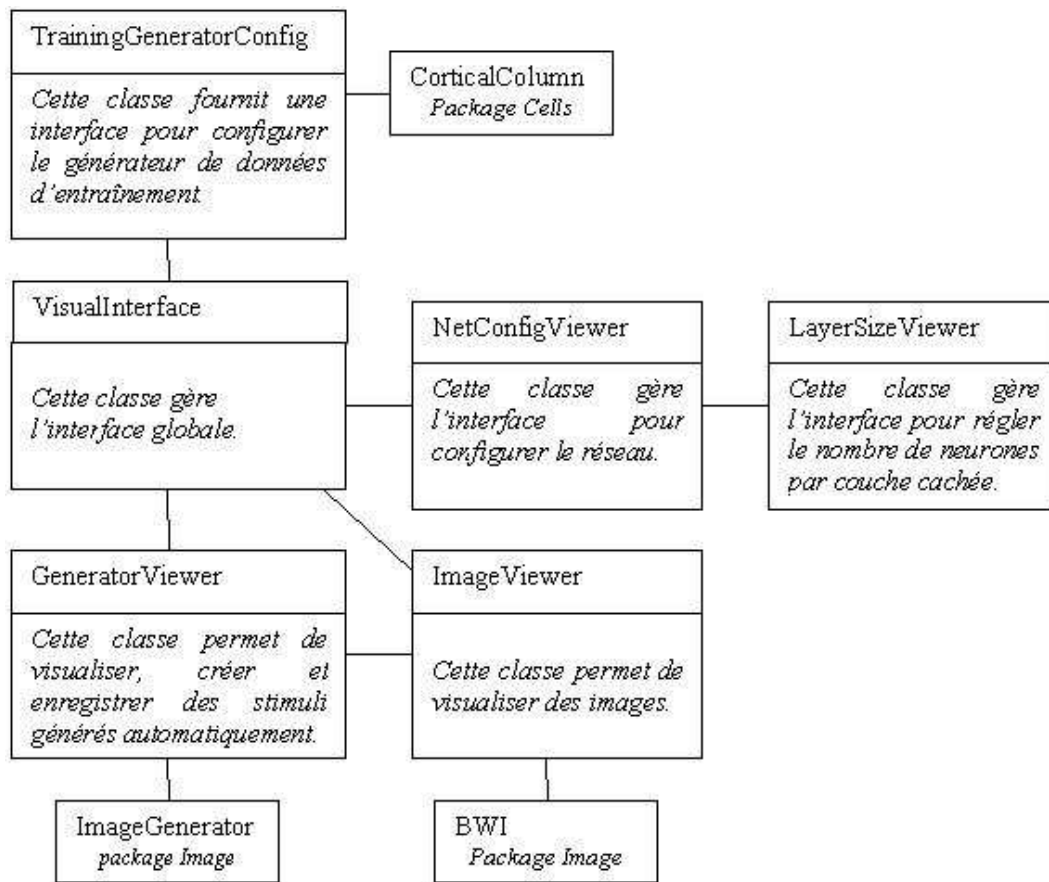 TrainingGeneratorConfig
Cette classe fournit une
interface pour configurer
le générateur de données
d'entraînement.
CorticalColumn
Package Cells
VisualInterface
Cette classe gère
l'interface globale.
NetConfigViewer
Cette classe gère
l'interface pour
configurer le réseau.
LayerSizeViewer
Cette classe gère
l'interface pour régler
le nombre de neurones
par couche cachée.
GeneratorViewer
Cette classe permet de
visualiser, créer et
enregistrer des stimuli
générés automatiquement.
ImageViewer
Cette classe permet de
visualiser des images.
ImageGenerator
package Image
BWI
Package Image